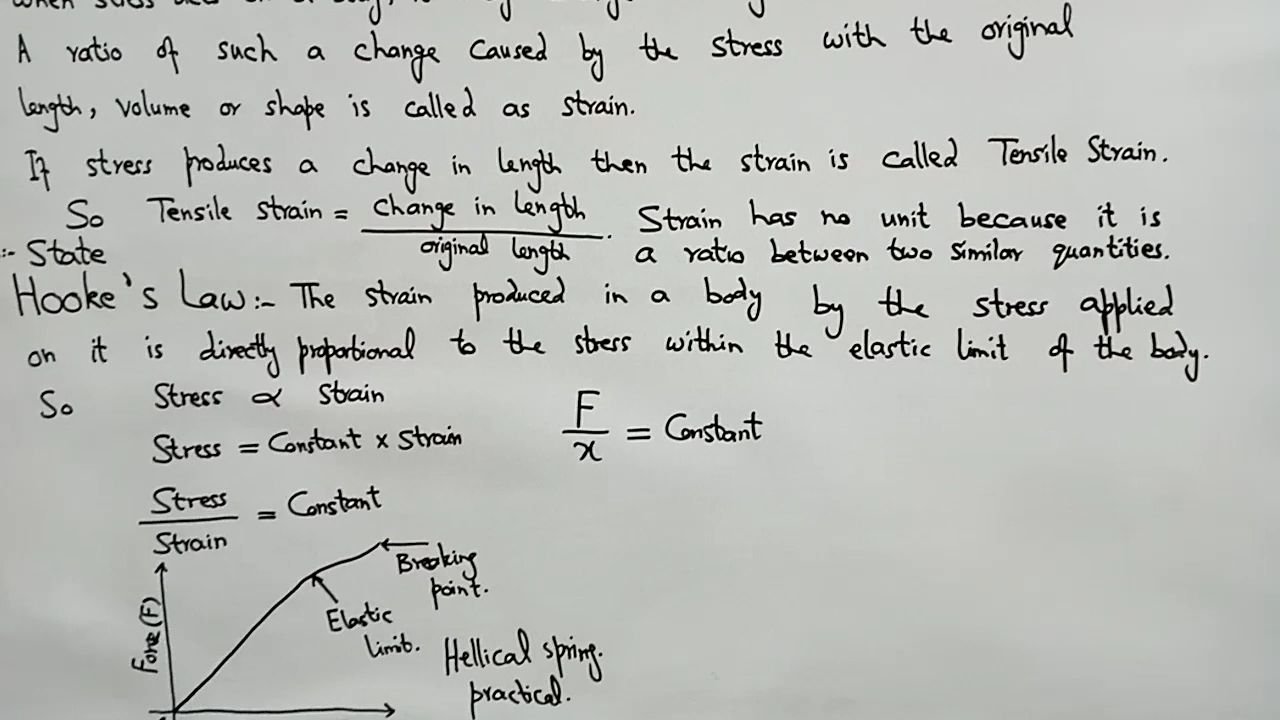 A ratio of such a change caused by the stress with the original
length, volume or shape is called as strain.
If stress produces a change in length then the strain is called Tensile Strain.
So Tensile strain = change in length / original length . Strain has no unit because it is
a ratio between two similar quantities.
:- State
Hooke's Law:- The strain produced in a body by the stress applied
on it is directly proportional to the stress within the elastic limit of the body.
So Stress ∝ Strain
Stress = Constant x Strain
F / x = Constant
Stress / Strain = Constant
Breaking
point.
Elastic
limit.
Force (F)
Hellical spring.
practical.